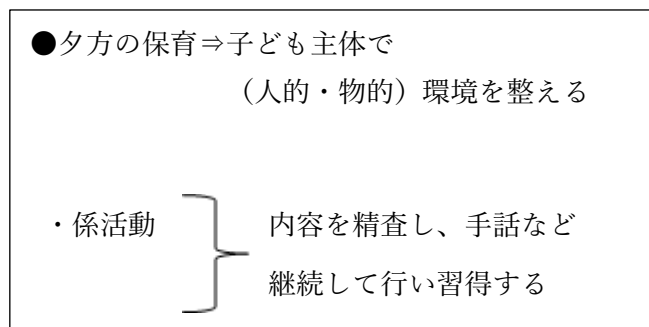 ●夕方の保育⇒子ども主体で
（人的・物的）環境を整える
・係活動 内容を精査し、手話など
継続して行い習得する